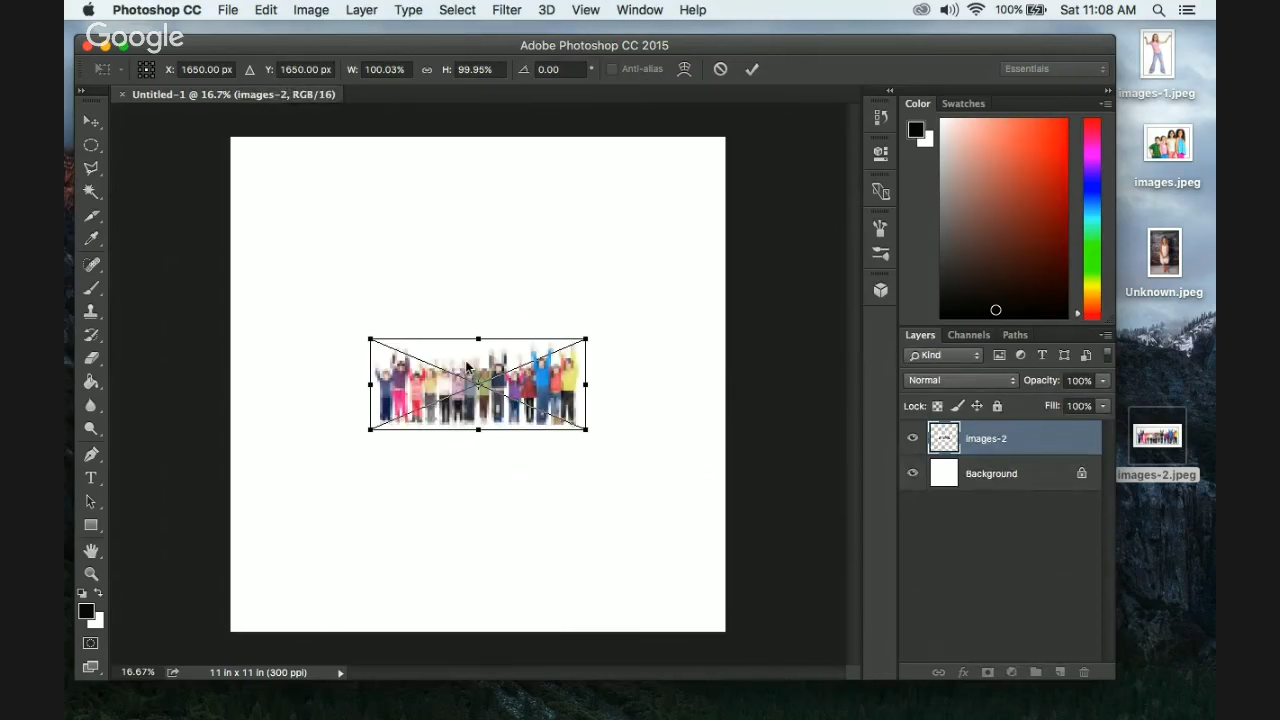 Photoshop CC File Edit Image Layer Type Select Filter 3D View Window Help 100% Sat 11:08 AM
Google
Adobe Photoshop CC 2015
X: 1650.00 px Y: 1650.00 px W: 100.03% H: 99.95% 0.00 ° Anti-alias Essentials
× Untitled-1 @ 16.7% (images-2, RGB/16)
Color Swatches
images-1.jpeg
images.jpeg
Unknown.jpeg
Layers Channels Paths
Kind
Normal Opacity: 100%
Lock: Fill: 100%
images-2
Background
images-2.jpeg
16.67% 11 in x 11 in (300 ppi)